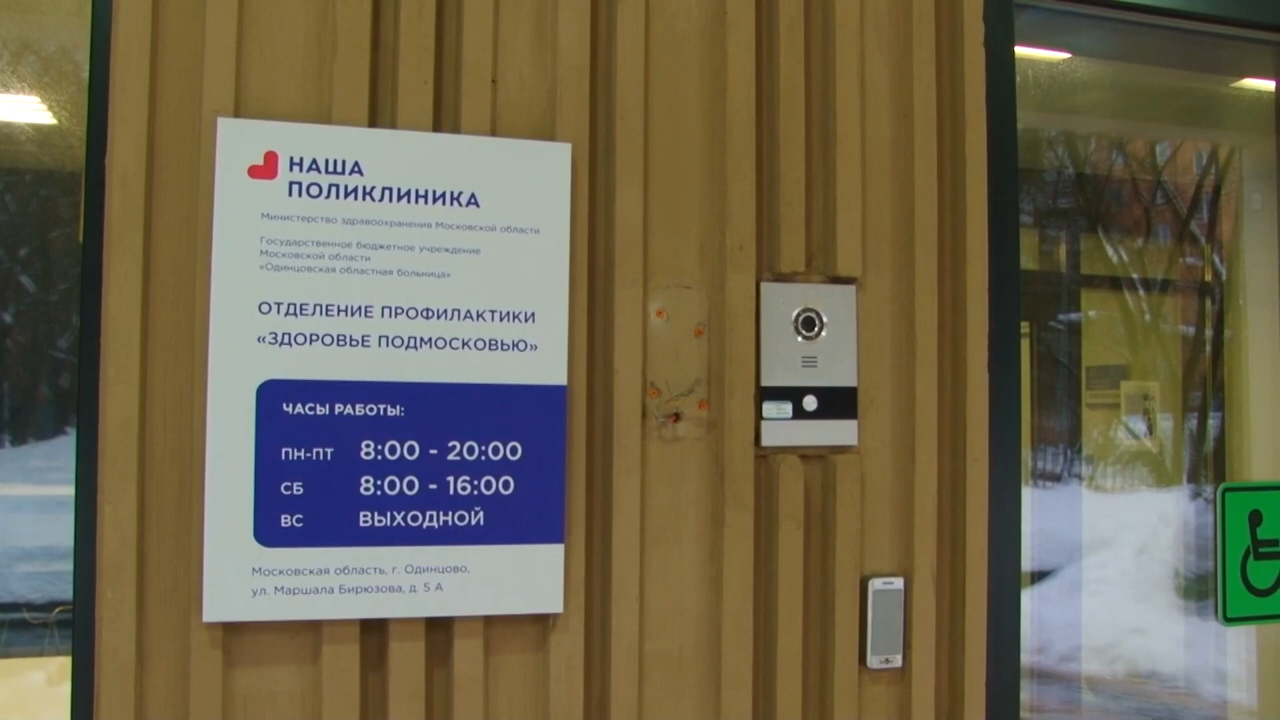 НАША
ПОЛИКЛИНИКА
Министерство здравоохранения Московской области
Государственное бюджетное учреждение
Московской области
«Одинцовская областная больница»
ОТДЕЛЕНИЕ ПРОФИЛАКТИКИ
«ЗДОРОВЬЕ ПОДМОСКОВЬЮ»
ЧАСЫ РАБОТЫ:
ПН-ПТ 8:00 - 20:00
СБ 8:00 - 16:00
ВС ВЫХОДНОЙ
Московская область, г. Одинцово,
ул. Маршала Бирюзова, д. 5 А